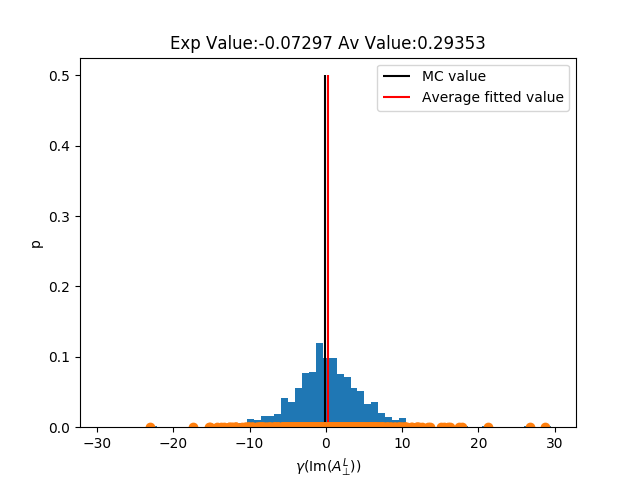 Exp Value:-0.07297 Av Value:0.29353
MC value
Average fitted value
0.5
0.4
0.3
0.2
0.1
0.0
p
−30 −20 −10 0 10 20 30
γ(Im(A_⊥^L))